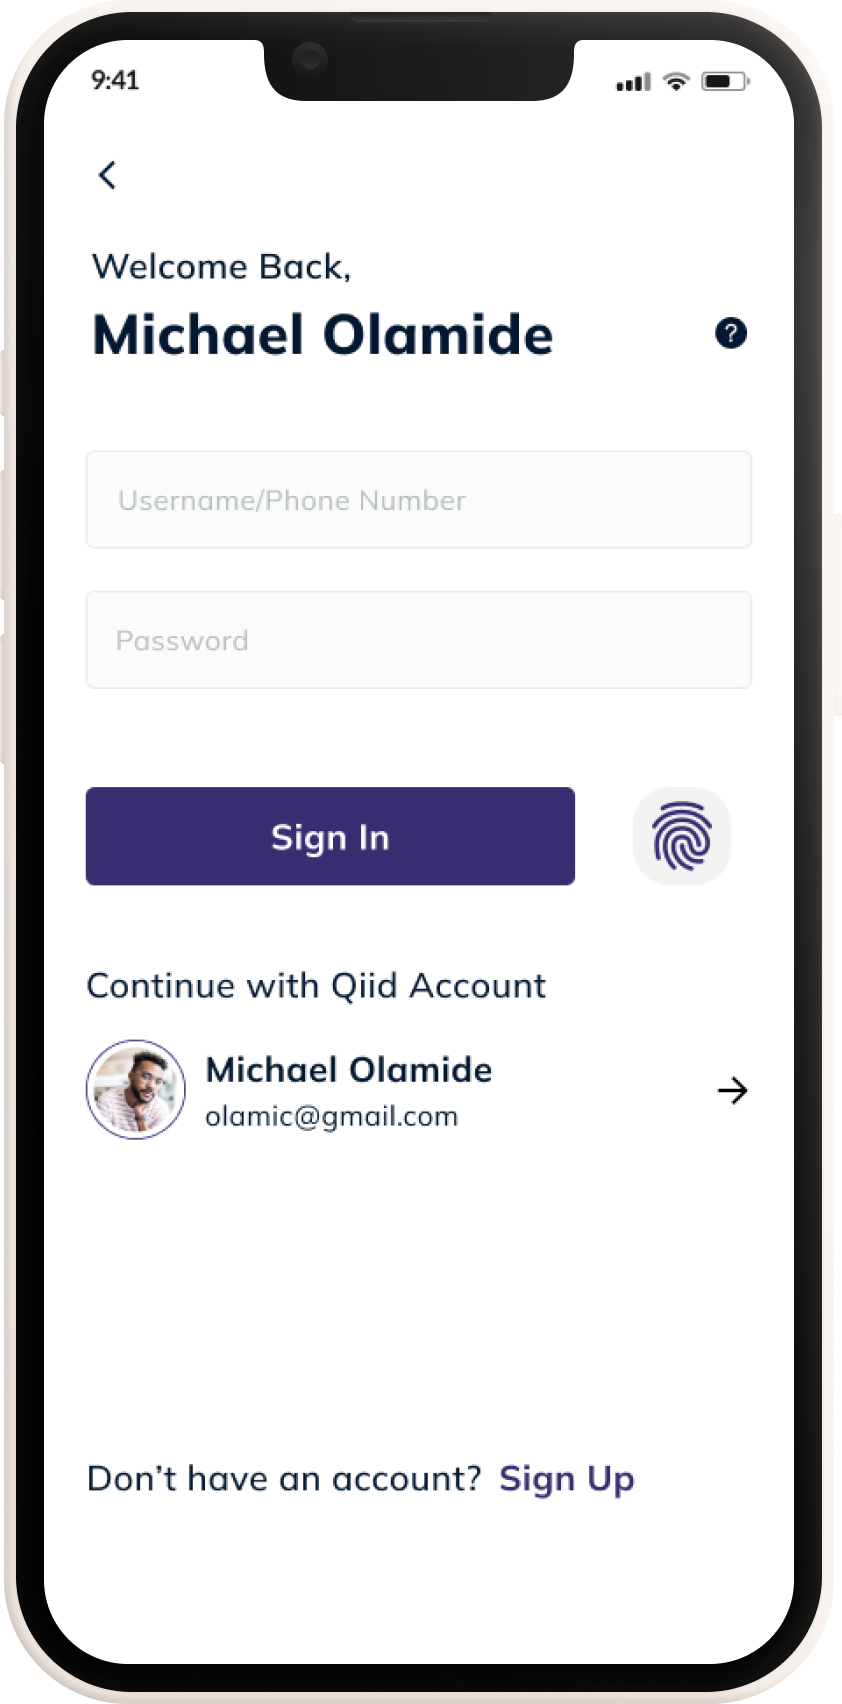 9:41
Welcome Back,
Michael Olamide
?
Username/Phone Number
Password
Sign In
Continue with Qiid Account
Michael Olamide
olamic@gmail.com
Don’t have an account? Sign Up